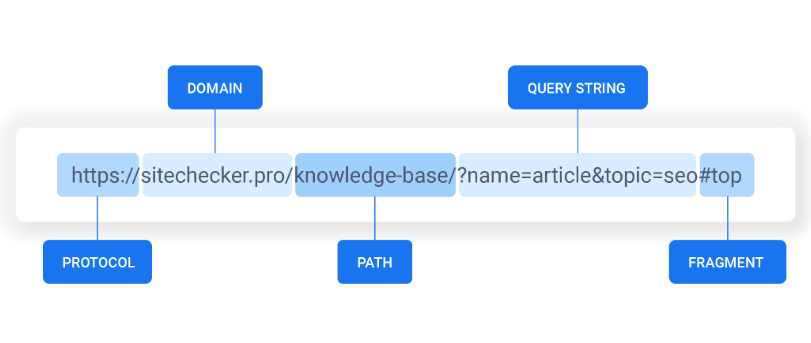 DOMAIN QUERY STRING
https://sitechecker.pro/knowledge-base/?name=article&topic=seo#top
PROTOCOL PATH FRAGMENT